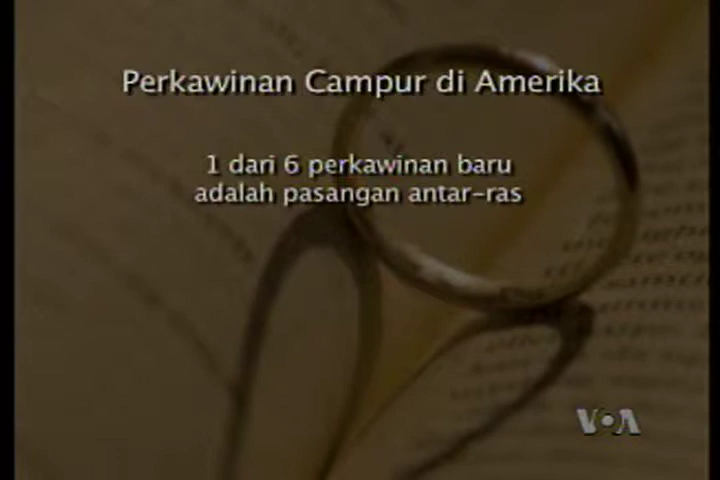 Perkawinan Campur di Amerika
1 dari 6 perkawinan baru
adalah pasangan antar-ras
VOA